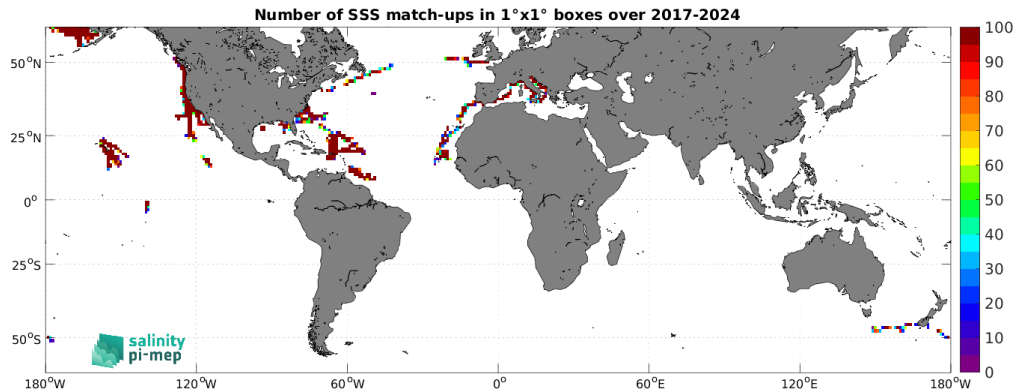 Number of SSS match-ups in 1°x1° boxes over 2017-2024
100
90
80
70
60
50
40
30
20
10
0
50°N
25°N
0°
25°S
50°S
salinity
pi-mep
180°W 120°W 60°W 0° 60°E 120°E 180°W